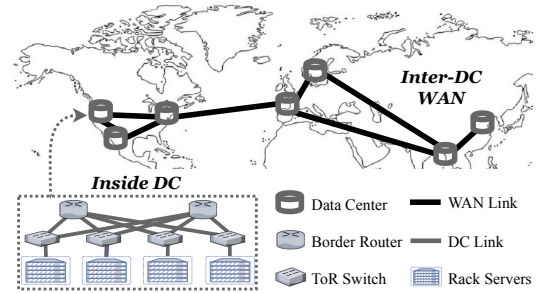 Inter-DC
WAN
Inside DC
Data Center
WAN Link
Border Router
DC Link
ToR Switch
Rack Servers